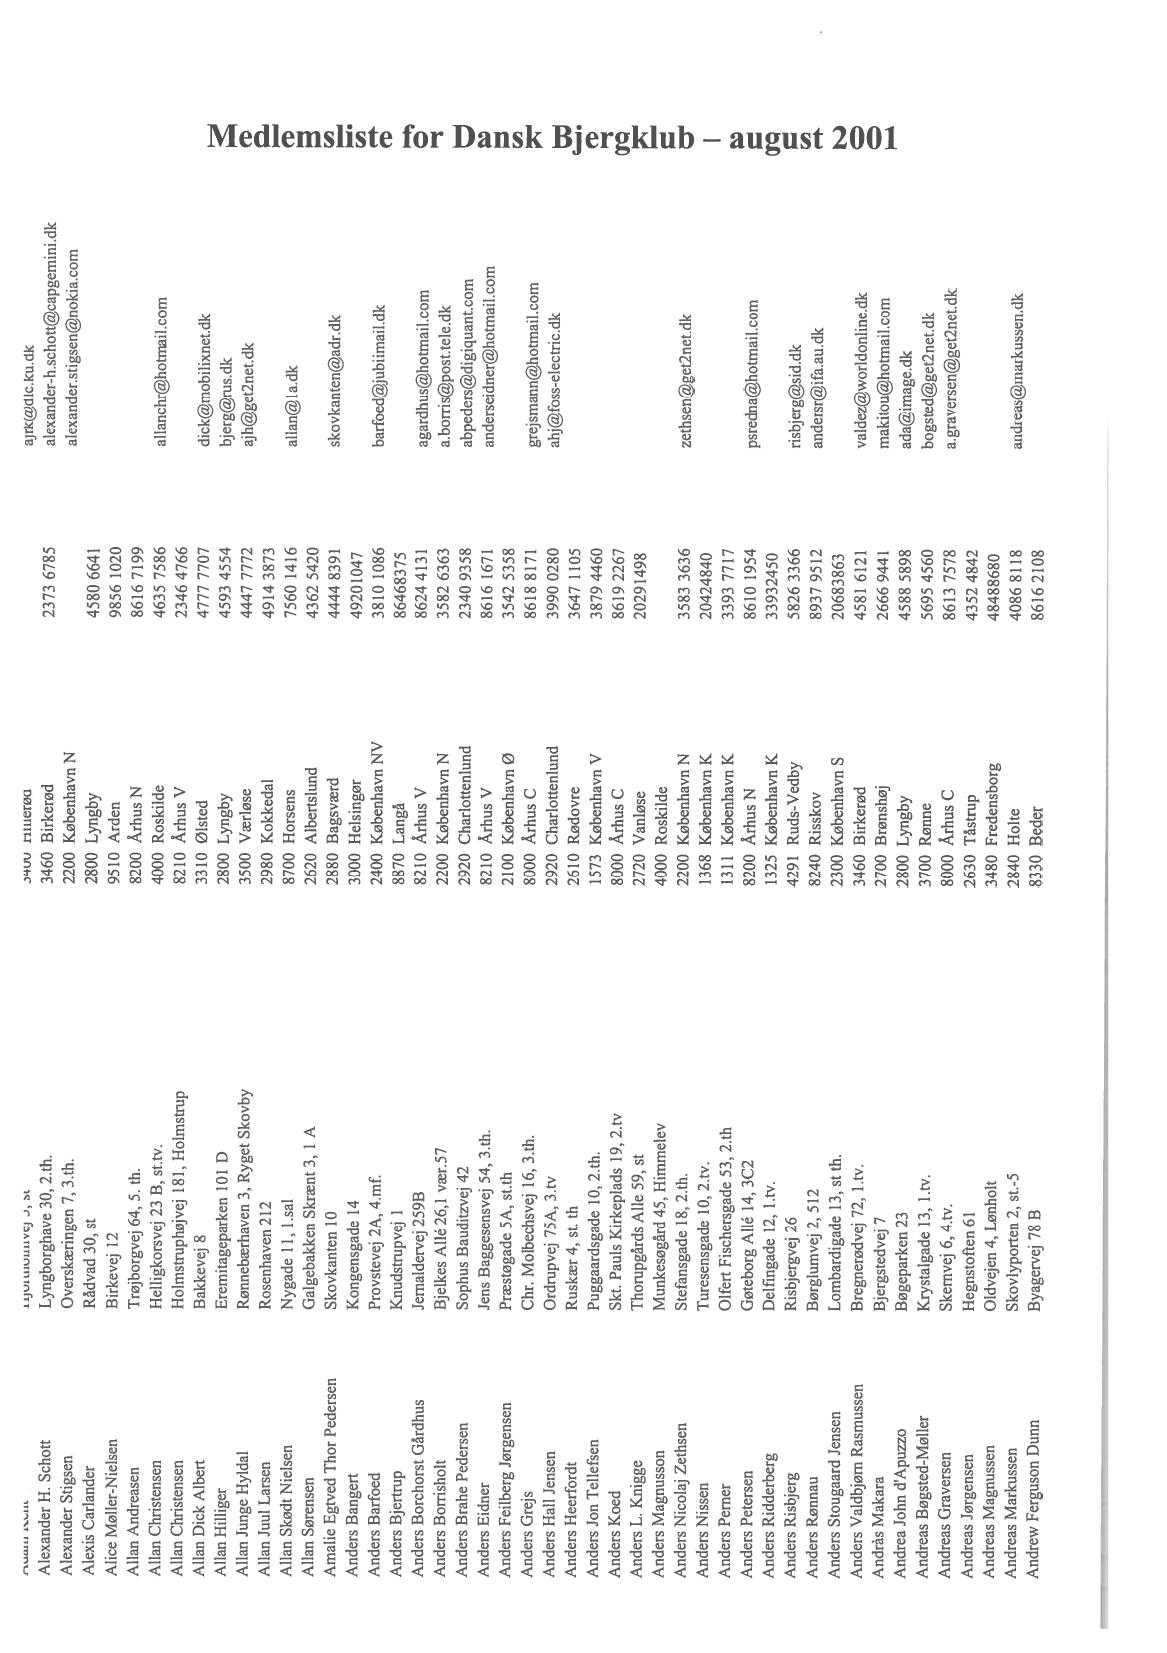 Medlemsliste for Dansk Bjergklub – august 2001
ajrk@dlc.ku.dk
Alexander H. Schott Lyngborghave 30, 2.th. 3460 Birkerød 2373 6785 alexander-h.schott@capgemini.dk
Alexander Stigsen Overskæringen 7, 3.th. 2200 København N alexander.stigsen@nokia.com
Alexis Carlander Rådvad 30, st 2800 Lyngby 4580 6641
Alice Møller-Nielsen Birkevej 12 9510 Arden 9856 1020
Allan Andreasen Trøjborgvej 64, 5. th. 8200 Århus N 8616 7199
Allan Christensen Helligkorsvej 23 B, st.tv. 4000 Roskilde 4635 7586 allanchr@hotmail.com
Allan Christensen Holmstruphøjvej 181, Holmstrup 8210 Århus V 2346 4766
Allan Dick Albert Bakkevej 8 3310 Ølsted 4777 7707 dick@mobilixnet.dk
Allan Hilliger Eremitageparken 101 D 2800 Lyngby 4593 4554 bjerg@rus.dk
Allan Junge Hyldal Rønnebærhaven 3, Ryget Skovby 3500 Værløse 4447 7772 ajh@get2net.dk
Allan Juul Larsen Rosenhaven 212 2980 Kokkedal 4914 3873
Allan Skødt Nielsen Nygade 11, 1.sal 8700 Horsens 7560 1416 allan@1a.dk
Allan Sørensen Galgebakken Skrænt 3, 1 A 2620 Albertslund 4362 5420
Amalie Egtved Thor Pedersen Skovkanten 10 2880 Bagsværd 4444 8391 skovkanten@adr.dk
Anders Bangert Kongensgade 14 3000 Helsingør 49201047
Anders Barfoed Provstevej 2A, 4.mf. 2400 København NV 3810 1086 barfoed@jubiimail.dk
Anders Bjertrup Knudstrupvej 1 8870 Langå 86468375
Anders Borchorst Gårdhus Jernaldervej 259B 8210 Århus V 8624 4131 agardhus@hotmail.com
Anders Borrisholt Bjelkes Allé 26,1 vær.57 2200 København N 3582 6363 a.borris@post.tele.dk
Anders Brahe Pedersen Sophus Bauditzvej 42 2920 Charlottenlund 2340 9358 abpeders@digiquant.com
Anders Eidner Jens Baggesensvej 54, 3.th. 8210 Århus V 8616 1671 anderseidner@hotmail.com
Anders Feilberg Jørgensen Præstøgade 5A, st.th 2100 København Ø 3542 5358
Anders Grejs Chr. Molbechsvej 16, 3.th. 8000 Århus C 8618 8171 grejsmann@hotmail.com
Anders Hall Jensen Ordrupvej 75A, 3.tv 2920 Charlottenlund 3990 0280 ahj@foss-electric.dk
Anders Heerfordt Ruskær 4, st. th 2610 Rødovre 3647 1105
Anders Jon Tellefsen Puggaardsgade 10, 2.th. 1573 København V 3879 4460
Anders Koed Skt. Pauls Kirkeplads 19, 2.tv 8000 Århus C 8619 2267
Anders L. Knigge Thorupgårds Alle 59, st 2720 Vanløse 20291498
Anders Magnusson Munkesøgård 45, Himmelev 4000 Roskilde
Anders Nicolaj Zethsen Stefansgade 18, 2.th. 2200 København N 3583 3636 zethsen@get2net.dk
Anders Nissen Turesensgade 10, 2.tv. 1368 København K 20424840
Anders Perner Olfert Fischersgade 53, 2.th 1311 København K 3393 7717
Anders Petersen Gøteborg Allé 14, 3C2 8200 Århus N 8610 1954 psredna@hotmail.com
Anders Ridderberg Delfingade 12, 1.tv. 1325 København K 33932450
Anders Risbjerg Risbjergvej 26 4291 Ruds-Vedby 5826 3366 risbjerg@sid.dk
Anders Rønnau Børglumvej 2, 512 8240 Risskov 8937 9512 andersr@ifa.au.dk
Anders Stougaard Jensen Lombardigade 13, st th. 2300 København S 20683863
Anders Valdbjørn Rasmussen Bregnerødvej 72, 1.tv. 3460 Birkerød 4581 6121 valdez@worldonline.dk
Andràs Makara Bjergstedvej 7 2700 Brønshøj 2666 9441 makitou@hotmail.com
Andrea John d'Apuzzo Bøgeparken 23 2800 Lyngby 4588 5898 ada@image.dk
Andreas Bøgsted-Møller Krystalgade 13, 1.tv. 3700 Rønne 5695 4560 bogsted@get2net.dk
Andreas Graversen Skernvej 6, 4.tv. 8000 Århus C 8613 7578 a.graversen@get2net.dk
Andreas Jørgensen Hegnstoften 61 2630 Tåstrup 4352 4842
Andreas Magnussen Oldvejen 4, Lønholt 3480 Fredensborg 48488680
Andreas Markussen Skovlyporten 2, st.-5 2840 Holte 4086 8118 andreas@markussen.dk
Andrew Ferguson Dunn Byagervej 78 B 8330 Beder 8616 2108